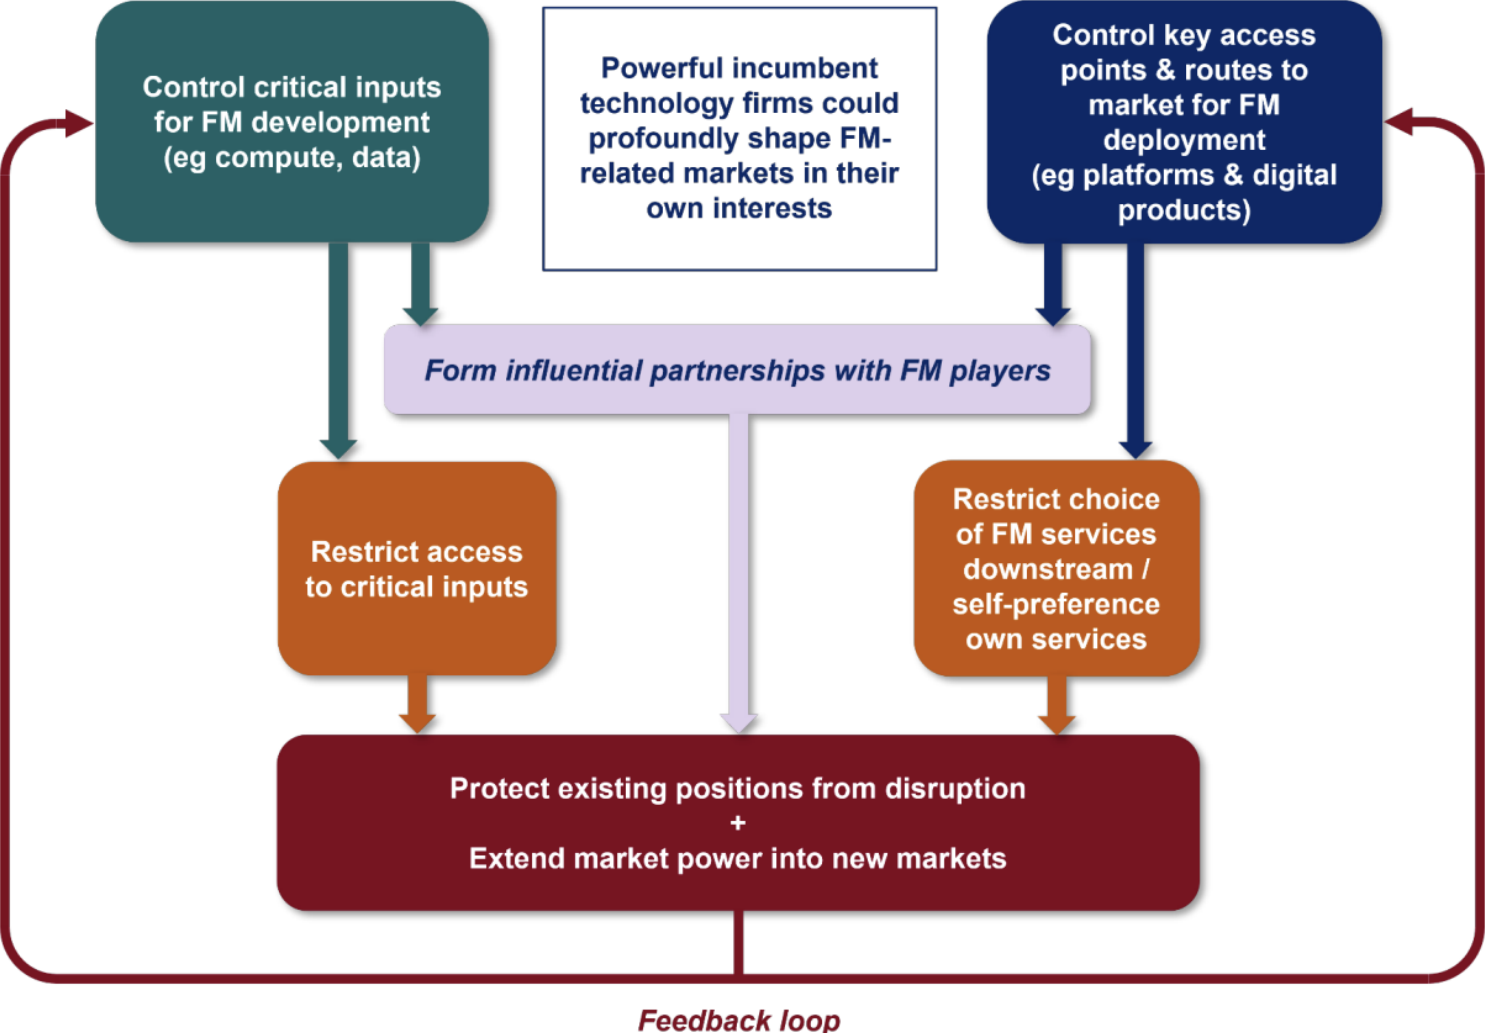 Control critical inputs
for FM development
(eg compute, data)
Powerful incumbent
technology firms could
profoundly shape FM-
related markets in their
own interests
Control key access
points & routes to
market for FM
deployment
(eg platforms & digital
products)
Form influential partnerships with FM players
Restrict access
to critical inputs
Restrict choice
of FM services
downstream /
self-preference
own services
Protect existing positions from disruption
+
Extend market power into new markets
Feedback loop